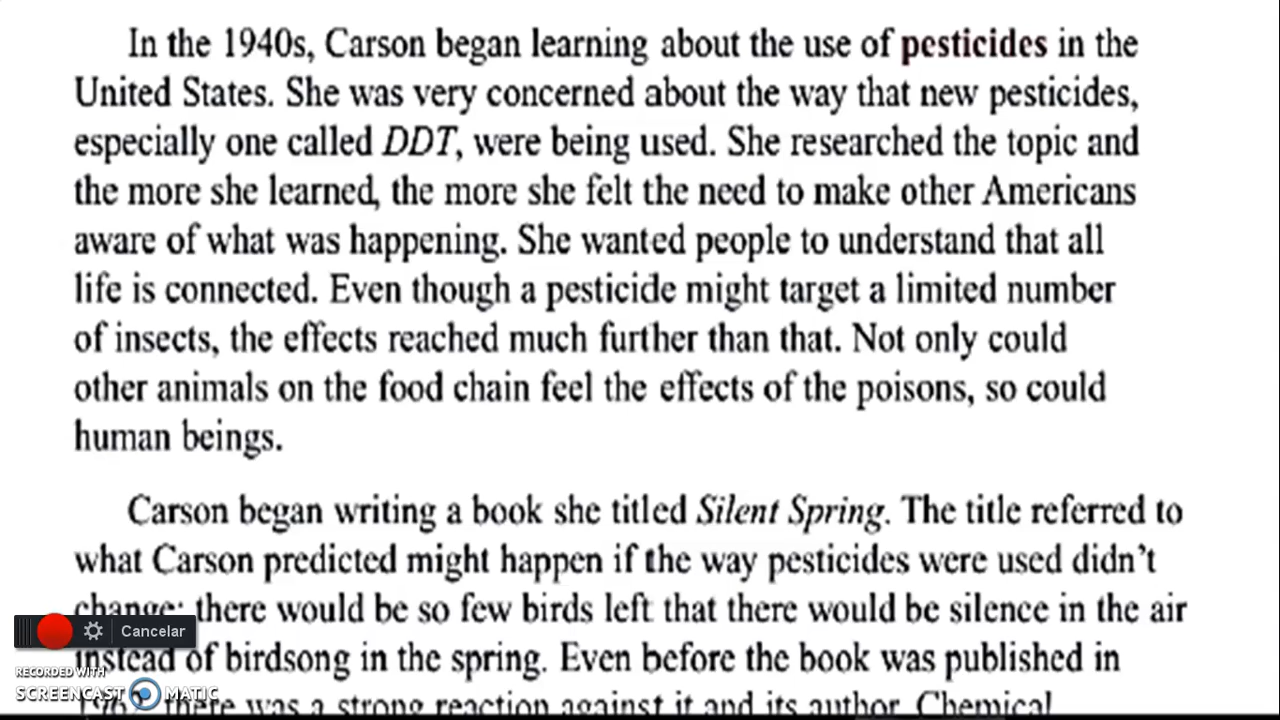 In the 1940s, Carson began learning about the use of pesticides in the
United States. She was very concerned about the way that new pesticides,
especially one called DDT, were being used. She researched the topic and
the more she learned, the more she felt the need to make other Americans
aware of what was happening. She wanted people to understand that all
life is connected. Even though a pesticide might target a limited number
of insects, the effects reached much further than that. Not only could
other animals on the food chain feel the effects of the poisons, so could
human beings.
Carson began writing a book she titled Silent Spring. The title referred to
what Carson predicted might happen if the way pesticides were used didn't
change: there would be so few birds left that there would be silence in the air
instead of birdsong in the spring. Even before the book was published in
there was a strong reaction against it and its author. Chemical
Cancelar
RECORDED WITH
SCREENCAST MATIC